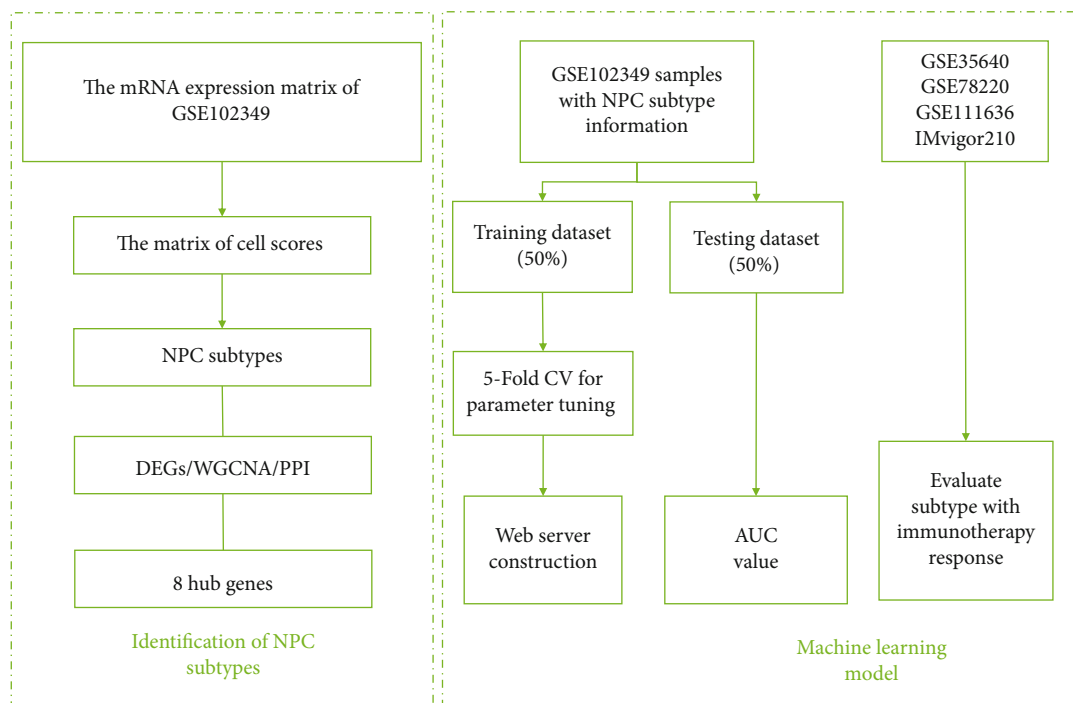 The mRNA expression matrix of
GSE102349
The matrix of cell scores
NPC subtypes
DEGs/WGCNA/PPI
8 hub genes
Identification of NPC
subtypes
GSE102349 samples
with NPC subtype
information
Training dataset
(50%)
Testing dataset
(50%)
5-Fold CV for
parameter tuning
Web server
construction
AUC
value
GSE35640
GSE78220
GSE111636
IMvigor210
Evaluate
subtype with
immunotherapy
response
Machine learning
model